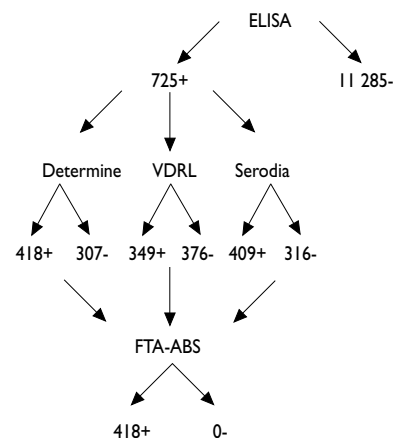 ELISA
725+ 11 285-
Determine VDRL Serodia
418+ 307- 349+ 376- 409+ 316-
FTA-ABS
418+ 0-